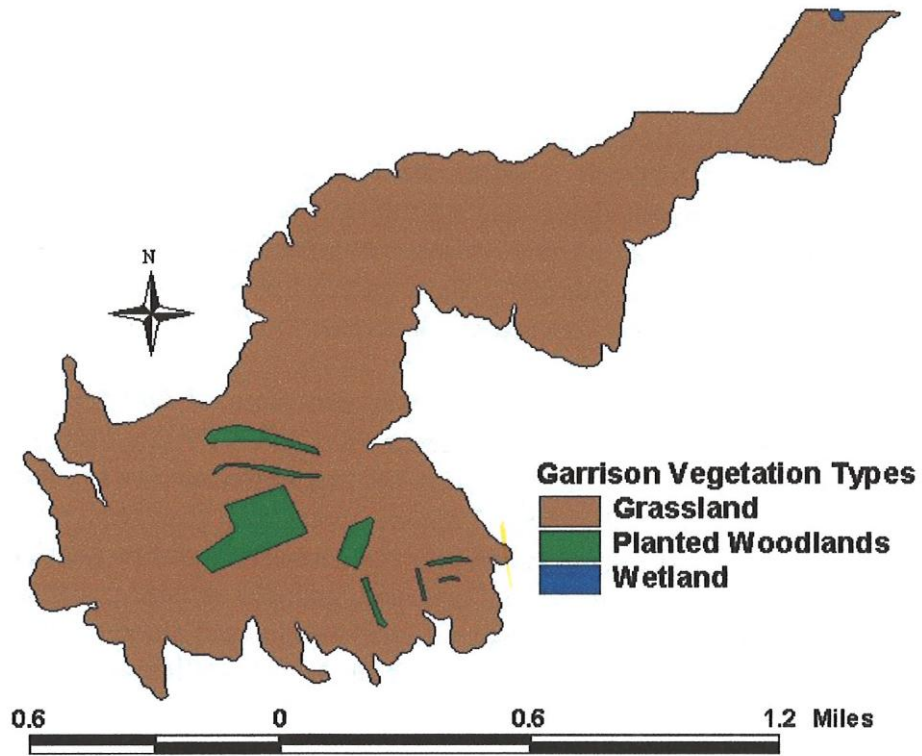 N
Garrison Vegetation Types
Grassland
Planted Woodlands
Wetland
0.6 0 0.6 1.2 Miles